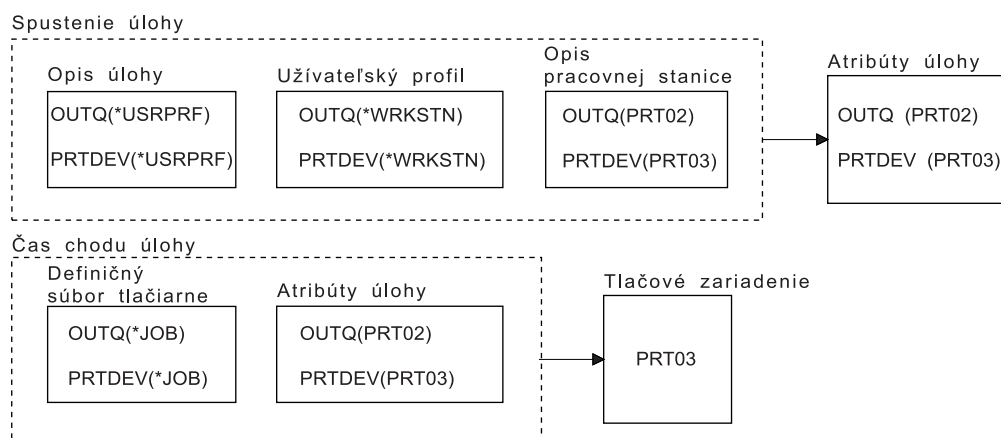 Spustenie úlohy
Opis úlohy
OUTQ(*USRPRF)
PRTDEV(*USRPRF)
Užívateľský profil
OUTQ(*WRKSTN)
PRTDEV(*WRKSTN)
Opis
pracovnej stanice
OUTQ(PRT02)
PRTDEV(PRT03)
Atribúty úlohy
OUTQ (PRT02)
PRTDEV (PRT03)
Čas chodu úlohy
Definičný
súbor tlačiarne
OUTQ(*JOB)
PRTDEV(*JOB)
Atribúty úlohy
OUTQ(PRT02)
PRTDEV(PRT03)
Tlačové zariadenie
PRT03